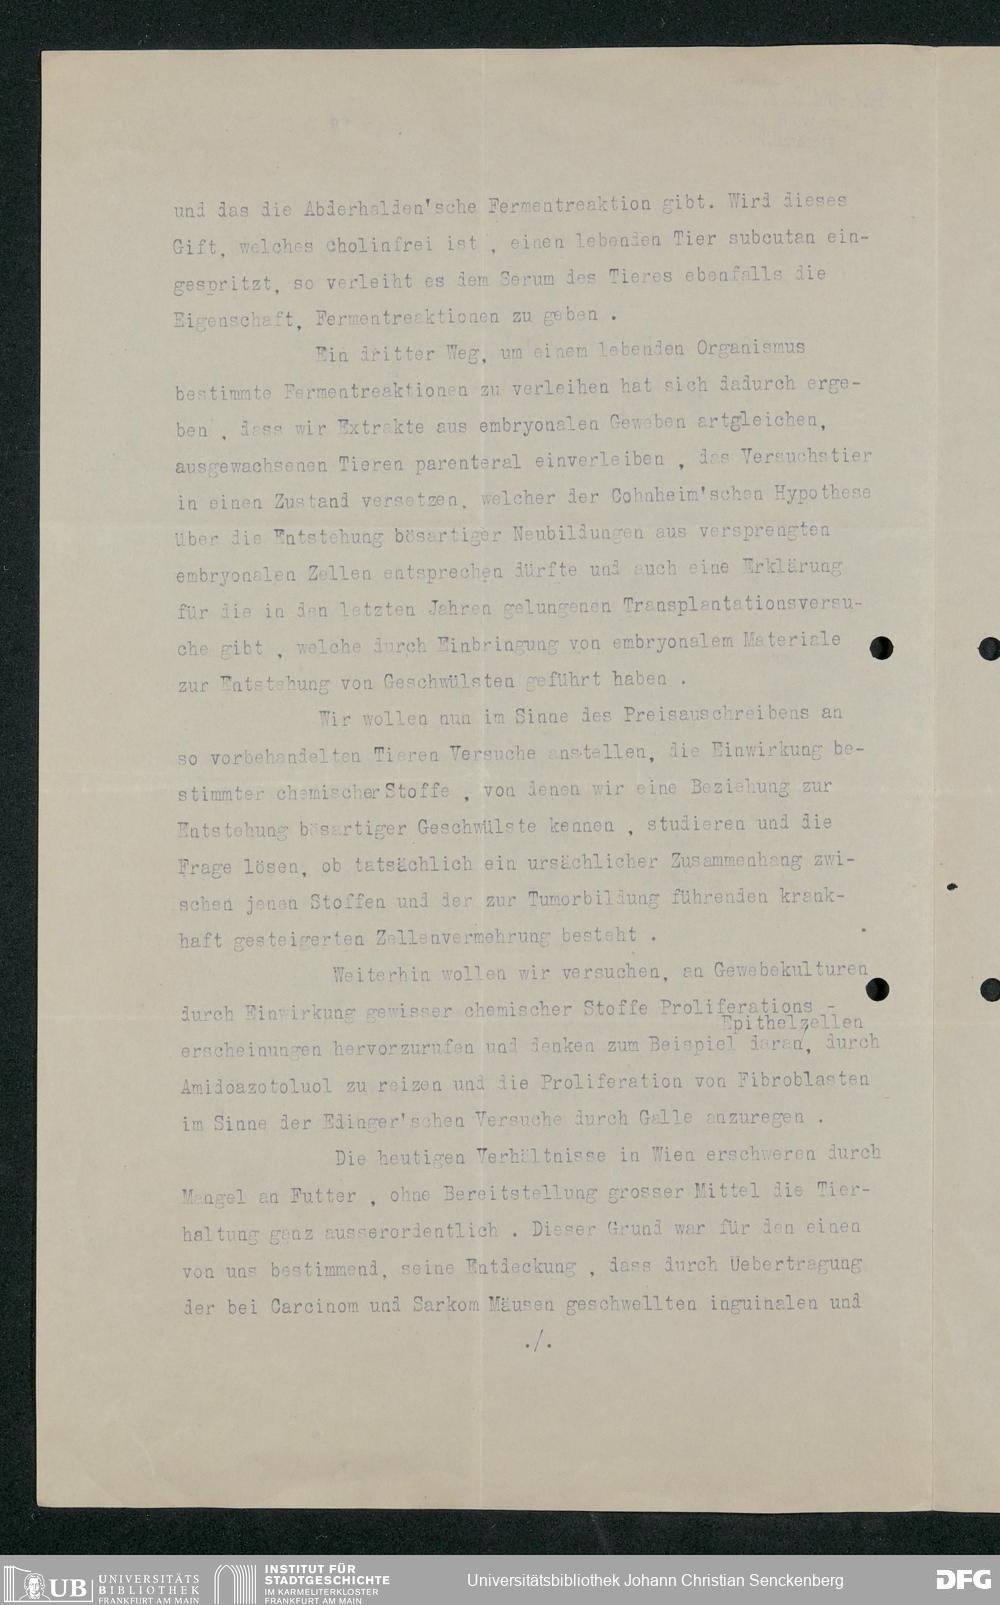 und das die Abderhalden'sche Fermentreaktion gibt. Wird dieses
Gift, welches cholinfrei ist , einen lebenden Tier subcutan ein-
gespritzt, so verleiht es dem Serum des Tieres ebenfalls die
Eigenschaft, Fermentreaktionen zu geben .
Ein dritter Weg, um einem lebenden Organismus
bestimmte Fermentreaktionen zu verleihen hat sich dadurch erge-
ben , dass wir Extrakte aus embryonalen Geweben artgleichen,
ausgewachsenen Tieren parenteral einverleiben , das Versuchstier
in einen Zustand versetzen, welcher der Cohnheim'schen Hypothese
über die Entstehung bösartiger Neubildungen aus versprengten
embryonalen Zellen entsprechen dürfte und auch eine Erklärung
für die in den letzten Jahren gelungenen Transplantationsversu-
che gibt , welche durch Einbringung von embryonalem Materiale
zur Entstehung von Geschwülsten geführt haben .
Wir wollen nun im Sinne des Preisauschreibens an
so vorbehandelten Tieren Versuche anstellen, die Einwirkung be-
stimmter chemischer Stoffe , von denen wir eine Beziehung zur
Entstehung bösartiger Geschwülste kennen , studieren und die
Frage lösen, ob tatsächlich ein ursächlicher Zusammenhang zwi-
schen jenen Stoffen und der zur Tumorbildung führenden krank-
haft gesteigerten Zellenvermehrung besteht .
Weiterhin wollen wir versuchen, an Gewebekulturen
durch Einwirkung gewisser chemischer Stoffe Proliferations -
Epithelzellen
erscheinungen hervorzurufen und denken zum Beispiel daran, durch
Amidoazotoluol zu reizen und die Proliferation von Fibroblasten
im Sinne der Edinger'schen Versuche durch Galle anzuregen .
Die heutigen Verhältnisse in Wien erschweren durch
Mangel an Futter , ohne Bereitstellung grosser Mittel die Tier-
haltung ganz ausserordentlich . Dieser Grund war für den einen
von uns bestimmend, seine Entdeckung , dass durch Uebertragung
der bei Carcinom und Sarkom Mäusen geschwellten inguinalen und
./.
UB UNIVERSITÄTS
BIBLIOTHEK
FRANKFURT AM MAIN
INSTITUT FÜR
STADTGESCHICHTE
IM KARMELITERKLOSTER
FRANKFURT AM MAIN
Universitätsbibliothek Johann Christian Senckenberg
DFG